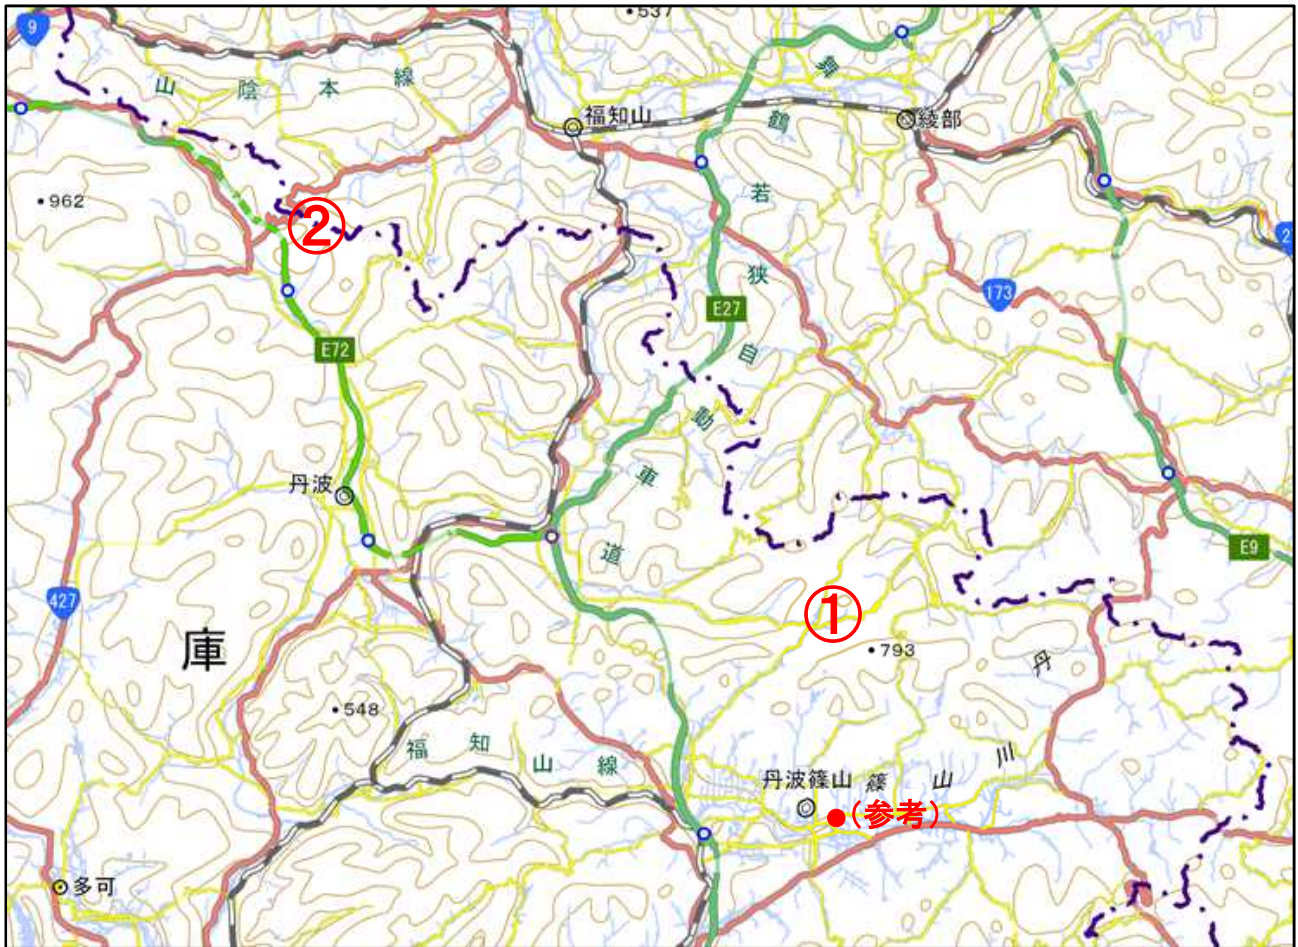 9
・537
山陰本線
福知山
舞鶴若狭自動車道
綾部
・962
②
E27
173
27
E72
丹波
E9
427
①
庫
・793
丹
・548
福知山線
丹波篠山
篠山川
●(参考)
多可